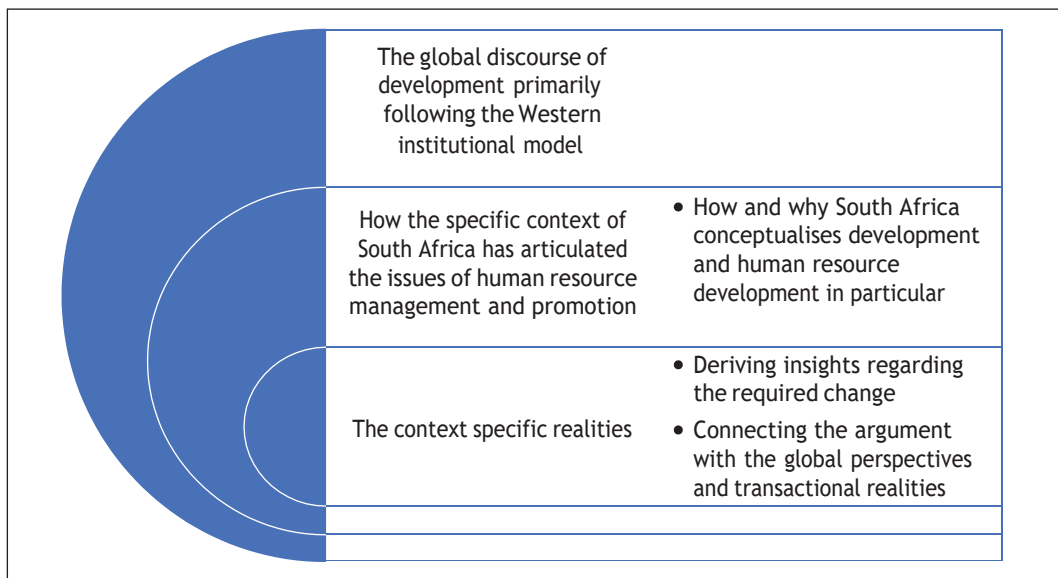 The global discourse of
development primarily
following the Western
institutional model
How the specific context of
South Africa has articulated
the issues of human resource
management and promotion
• How and why South Africa
conceptualises development
and human resource
development in particular
The context specific realities
• Deriving insights regarding
the required change
• Connecting the argument
with the global perspectives
and transactional realities